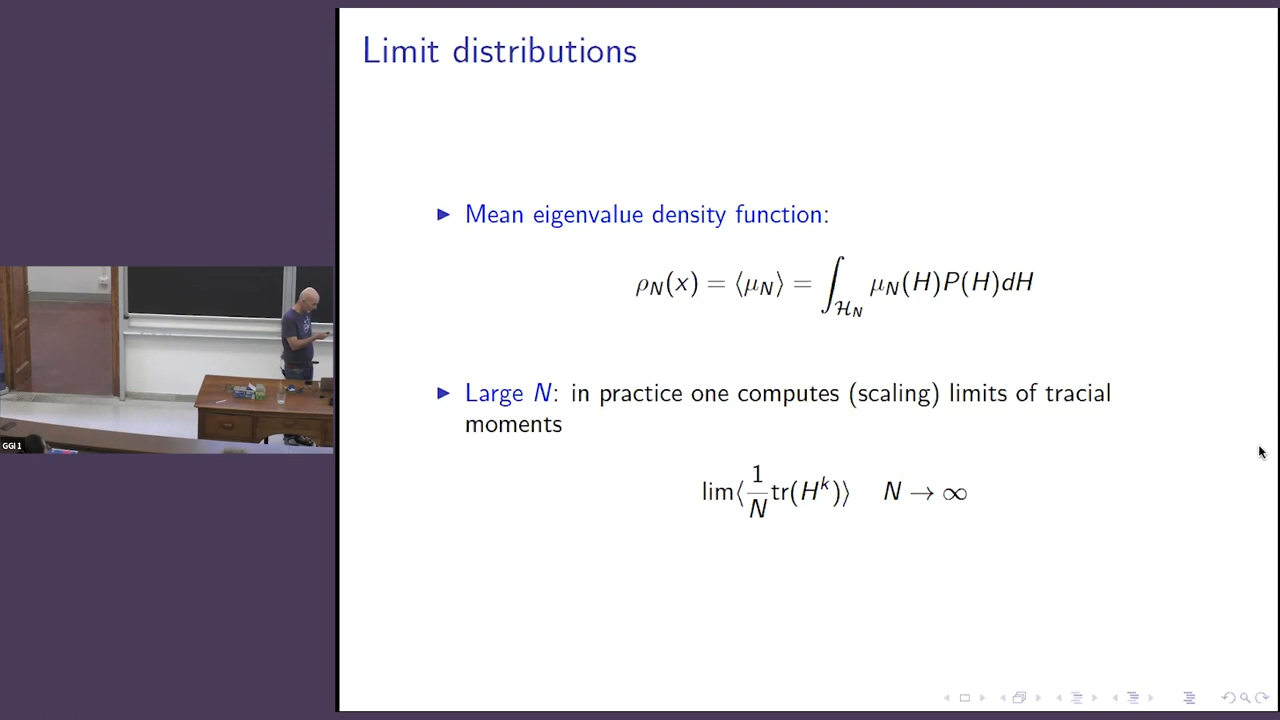 Limit distributions
▶ Mean eigenvalue density function:
ρ_N(x) = ⟨μ_N⟩ = ∫_{ℋ_N} μ_N(H)P(H)dH
▶ Large N: in practice one computes (scaling) limits of tracial
moments
lim⟨ 1/N tr(H^k)⟩ N → ∞
GGI 1